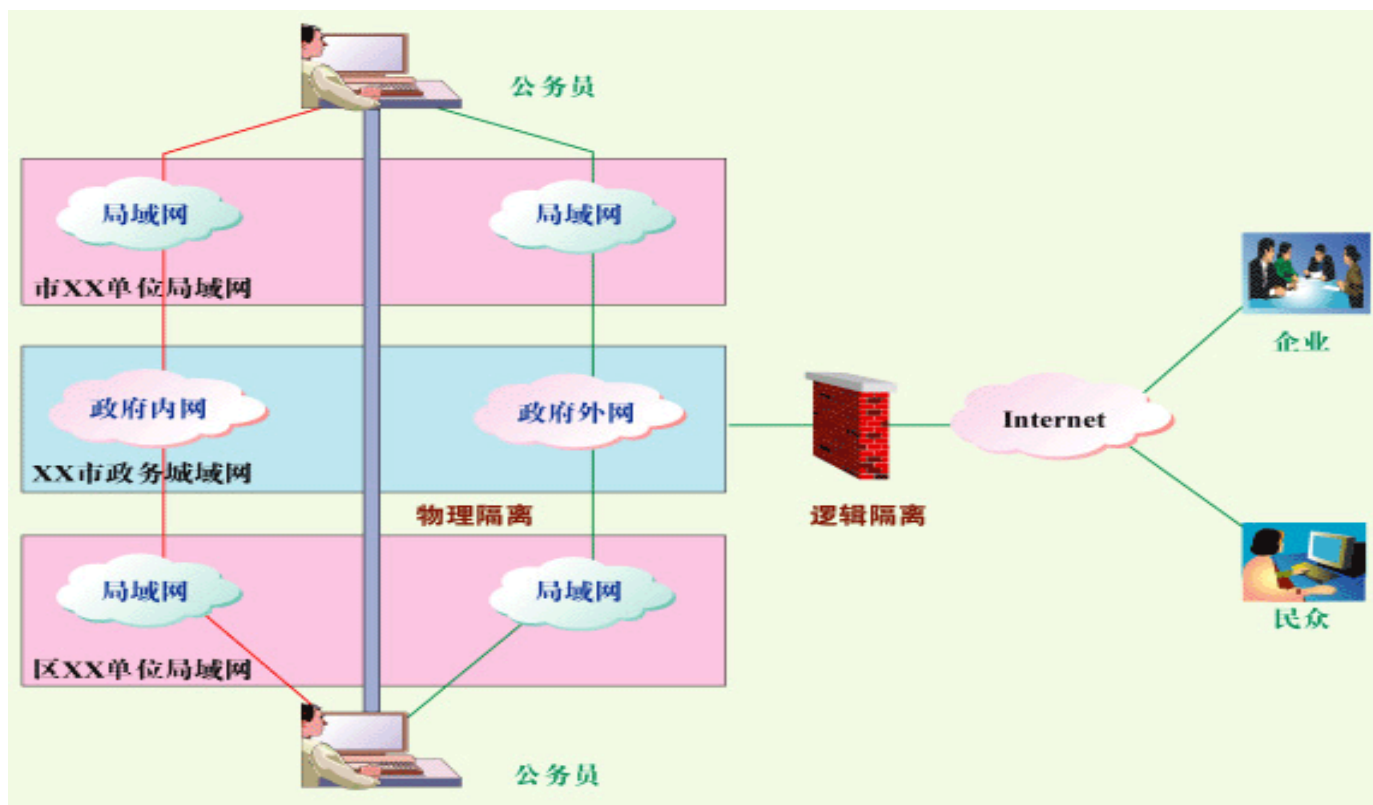 公务员
局域网
局域网
市XX单位局域网
企业
政府内网
政府外网
Internet
XX市政务城域网
物理隔离
逻辑隔离
局域网
局域网
民众
区XX单位局域网
公务员